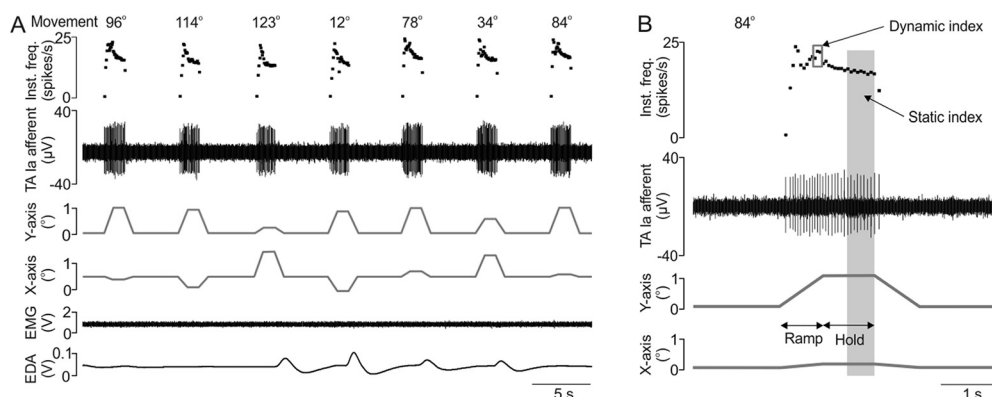 A
Movement 96° 114° 123° 12° 78° 34° 84°
Inst. freq.
(spikes/s)
25
0
TA Ia afferent
(µV)
40
-40
Y-axis
(°)
1
0
X-axis
(°)
1
0
EMG
(V)
2
0
EDA
(V)
0.1
0
5 s
B
84°
Dynamic index
Inst. freq.
(spikes/s)
25
0
Static index
TA Ia afferent
(µV)
40
-40
Y-axis
(°)
1
0
Ramp Hold
X-axis
(°)
1
0
1 s